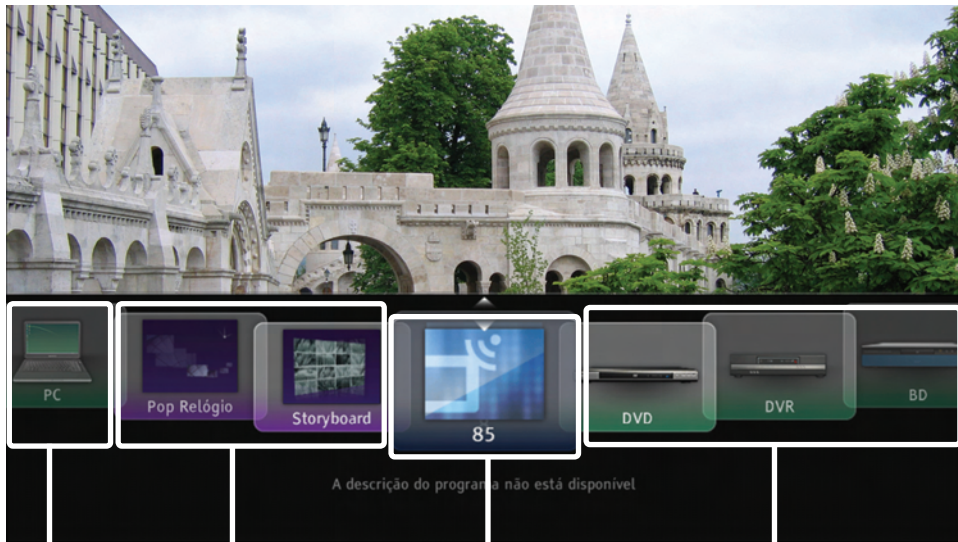 PC
Pop Relógio
Storyboard
85
DVD
DVR
BD
A descrição do programa não está disponível